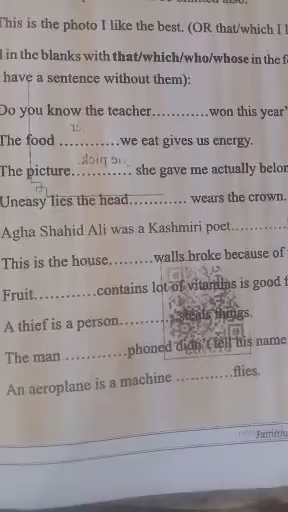 This is the photo I like the best. (OR that/which I l
in the blanks with that/which/who/whose in the f
have a sentence without them):
Do you know the teacher...........won this year'
The food ............we eat gives us energy.
The picture............ she gave me actually belon
Uneasy lies the head............ wears the crown.
Agha Shahid Ali was a Kashmiri poet...........
This is the house.........walls broke because of
Fruit............contains lot of vitamins is good f
A thief is a person............steals things.
The man ............phoned didn't tell his name
An aeroplane is a machine ...........flies.